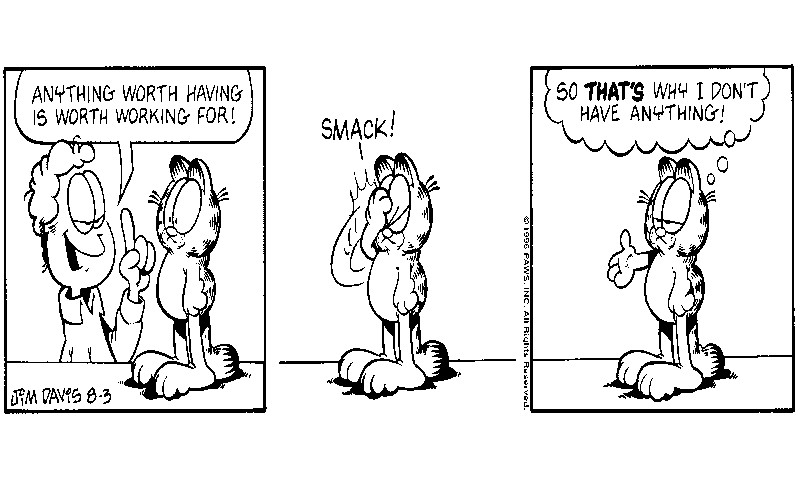 ANYTHING WORTH HAVING
IS WORTH WORKING FOR!
JIM DAVIS 8-3
SMACK!
SO THAT'S WHY I DON'T
HAVE ANYTHING!
© 1996 PAWS, INC. All Rights Reserved.